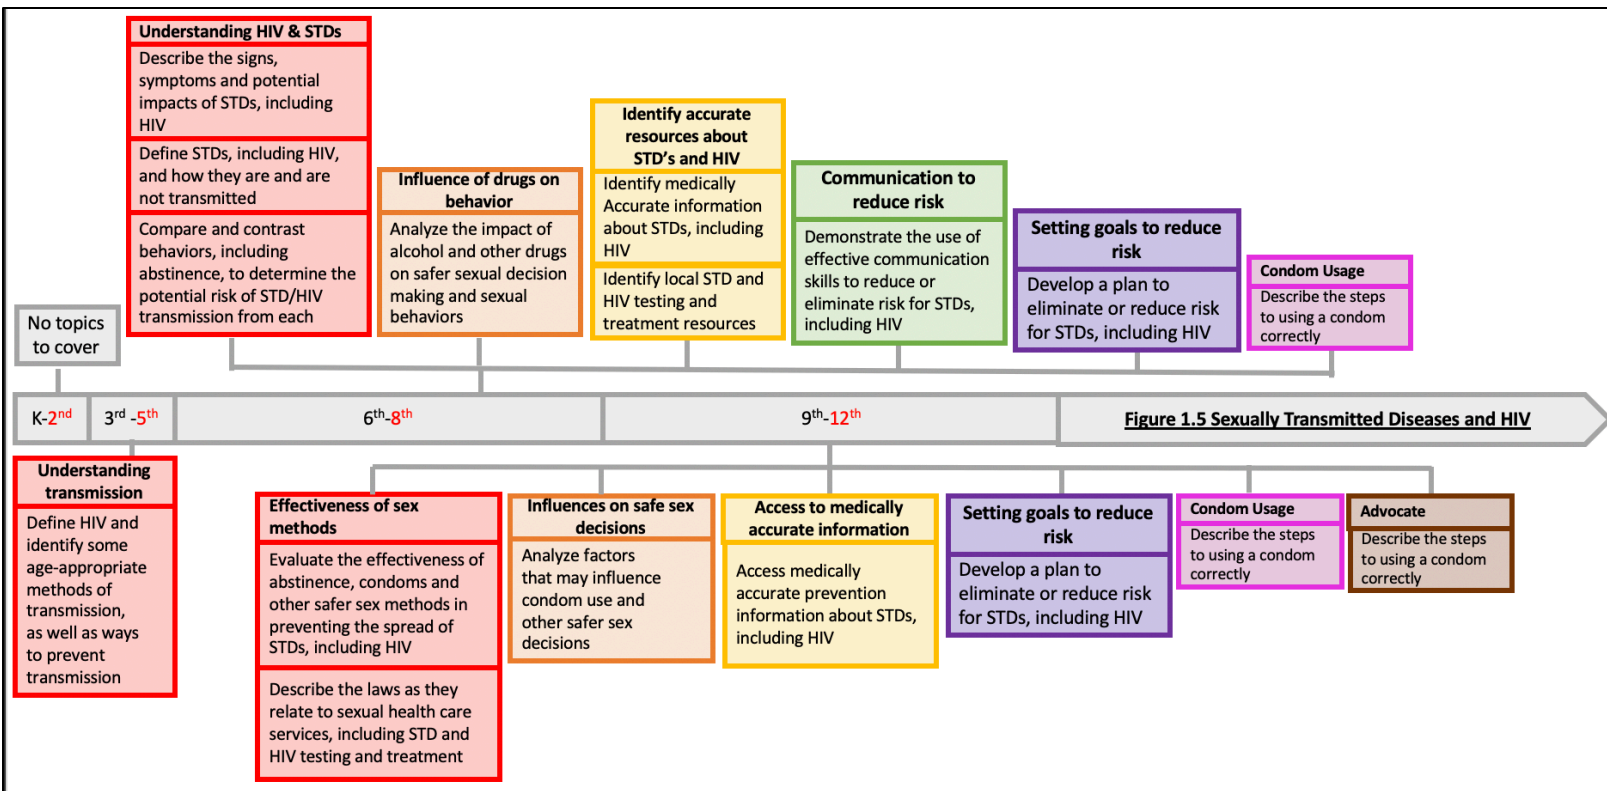 Understanding HIV & STDs
Describe the signs,
symptoms and potential
impacts of STDs, including
HIV
Define STDs, including HIV,
and how they are and are
not transmitted
Compare and contrast
behaviors, including
abstinence, to determine the
potential risk of STD/HIV
transmission from each
Influence of drugs on
behavior
Analyze the impact of
alcohol and other drugs
on safer sexual decision
making and sexual
behaviors
Identify accurate
resources about
STD's and HIV
Identify medically
Accurate information
about STDs, including
HIV
Identify local STD and
HIV testing and
treatment resources
Communication to
reduce risk
Demonstrate the use of
effective communication
skills to reduce or
eliminate risk for STDs,
including HIV
Setting goals to reduce
risk
Develop a plan to
eliminate or reduce risk
for STDs, including HIV
Condom Usage
Describe the steps
to using a condom
correctly
No topics
to cover
K-2nd
3rd -5th
6th-8th
9th-12th
Figure 1.5 Sexually Transmitted Diseases and HIV
Understanding
transmission
Define HIV and
identify some
age-appropriate
methods of
transmission,
as well as ways
to prevent
transmission
Effectiveness of sex
methods
Evaluate the effectiveness of
abstinence, condoms and
other safer sex methods in
preventing the spread of
STDs, including HIV
Describe the laws as they
relate to sexual health care
services, including STD and
HIV testing and treatment
Influences on safe sex
decisions
Analyze factors
that may influence
condom use and
other safer sex
decisions
Access to medically
accurate information
Access medically
accurate prevention
information about STDs,
including HIV
Setting goals to reduce
risk
Develop a plan to
eliminate or reduce risk
for STDs, including HIV
Condom Usage
Describe the steps
to using a condom
correctly
Advocate
Describe the steps
to using a condom
correctly